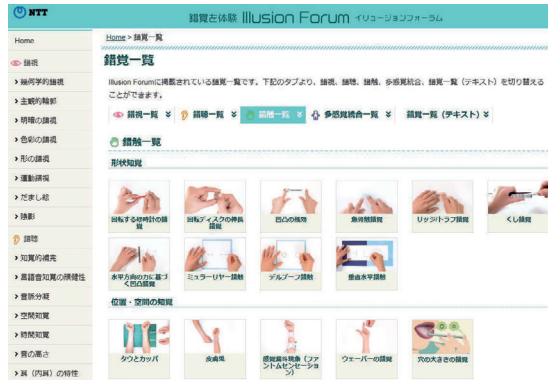 NTT
錯覚を体験 Illusion Forum イリュージョンフォーラム
Home
錯視
幾何学的錯視
主観的輪郭
明暗の錯視
色彩の錯視
形の錯視
運動錯視
だまし絵
陰影
錯聴
知覚的補完
言語音知覚の頑健性
音脈分凝
空間知覚
時間知覚
音の高さ
耳（内耳）の特性
Home > 錯覚一覧
錯覚一覧
Illusion Forumに掲載されている錯覚一覧です。下記のタブより、錯視、錯聴、錯触、多感覚統合、錯覚一覧（テキスト）を切り替える
ことができます。
錯視一覧 錯聴一覧 錯触一覧 多感覚統合一覧 錯覚一覧（テキスト）
錯触一覧
形状知覚
回転する砂時計の錯
覚
回転ディスクの伸長
錯覚
凹凸の残効
魚骨触錯覚
リッジ/トラフ錯覚
くし錯覚
水平方向の力に基づ
く凹凸錯覚
ミュラーリヤー錯触
デルブーフ錯触
垂直水平錯触
位置・空間の知覚
タウとカッパ
皮膚兎
感覚融合現象（ファ
ントムセンセーショ
ン）
ウェーバーの錯覚
穴の大きさの錯覚